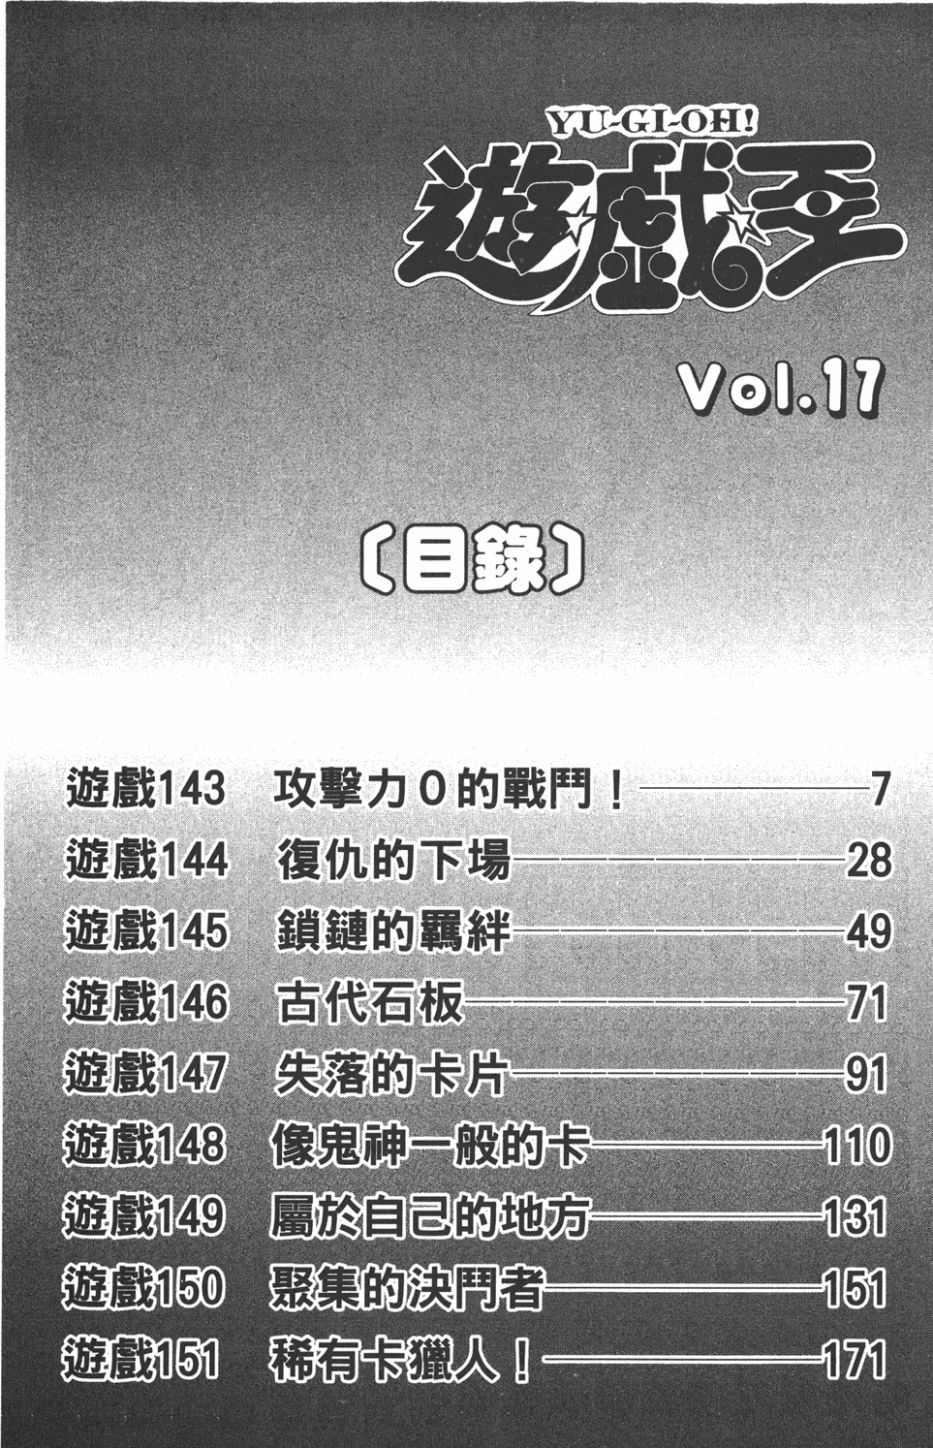 YU-GI-OH!
遊戲王
Vol.17
〔目錄〕
遊戲143 攻擊力0的戰鬥！ 7
遊戲144 復仇的下場 28
遊戲145 鎖鏈的羈絆 49
遊戲146 古代石板 71
遊戲147 失落的卡片 91
遊戲148 像鬼神一般的卡 110
遊戲149 屬於自己的地方 131
遊戲150 聚集的決鬥者 151
遊戲151 稀有卡獵人！ 171